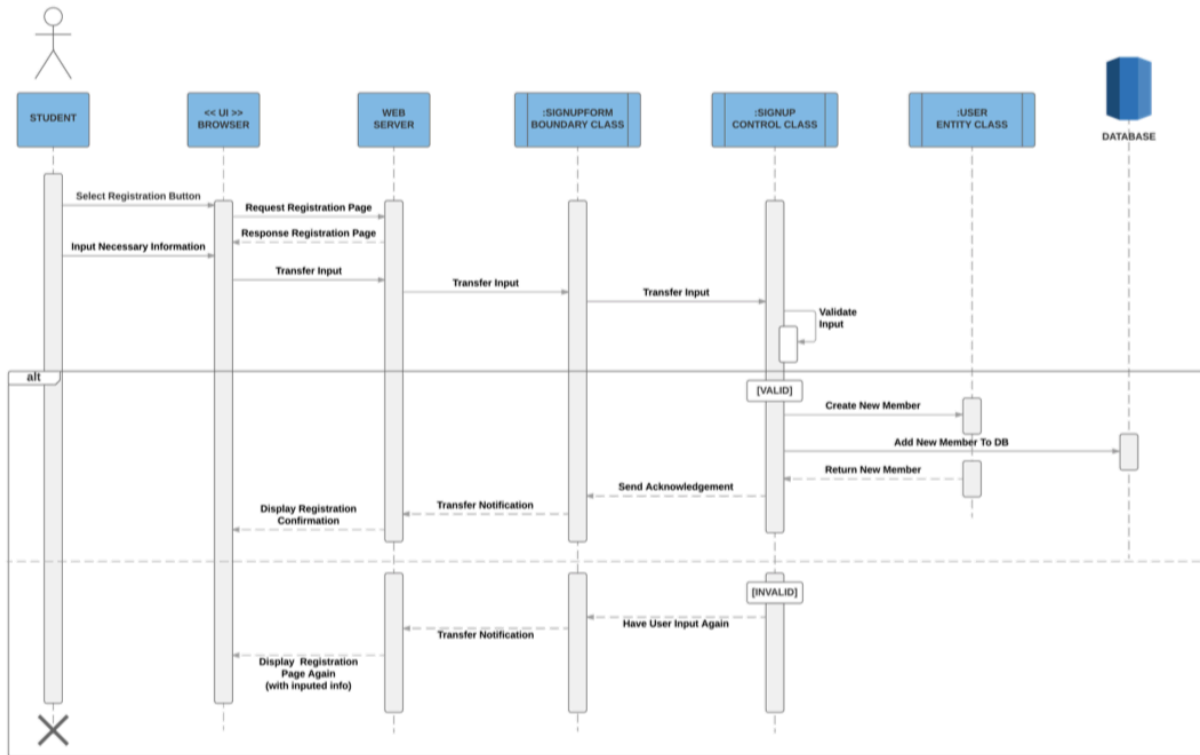 STUDENT
<< UI >>
BROWSER
WEB
SERVER
:SIGNUPFORM
BOUNDARY CLASS
:SIGNUP
CONTROL CLASS
:USER
ENTITY CLASS
DATABASE
Select Registration Button
Request Registration Page
Response Registration Page
Input Necessary Information
Transfer Input
Transfer Input
Transfer Input
Validate
Input
alt
[VALID]
Create New Member
Add New Member To DB
Return New Member
Send Acknowledgement
Transfer Notification
Display Registration
Confirmation
[INVALID]
Have User Input Again
Transfer Notification
Display Registration
Page Again
(with inputed info)